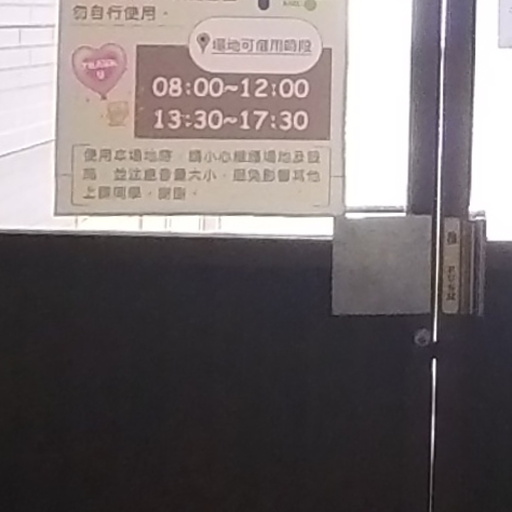 勿自行使用。
場地可使用時段
08:00~12:00
13:30~17:30
使用本場地時，請小心維護場地及設
施，並注意音量大小，避免影響其他
上課同學，謝謝。